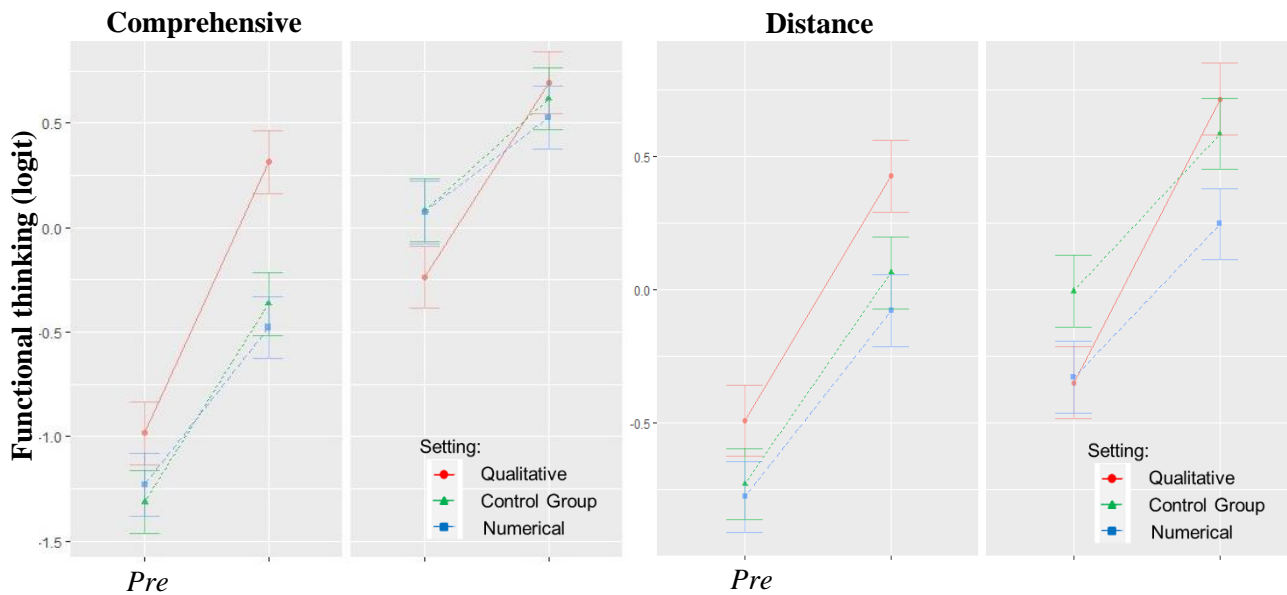 Comprehensive
Distance
Functional thinking (logit)
0.5
0.0
-0.5
-1.0
-1.5
Setting:
Qualitative
Control Group
Numerical
Pre
0.5
0.0
-0.5
Setting:
Qualitative
Control Group
Numerical
Pre